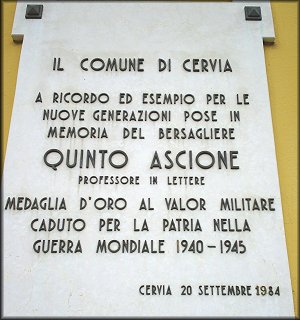 IL COMUNE DI CERVIA
A RICORDO ED ESEMPIO PER LE
NUOVE GENERAZIONI POSE IN
MEMORIA DEL BERSAGLIERE
QUINTO ASCIONE
PROFESSORE IN LETTERE
MEDAGLIA D'ORO AL VALOR MILITARE
CADUTO PER LA PATRIA NELLA
GUERRA MONDIALE 1940-1945
CERVIA 20 SETTEMBRE 1984